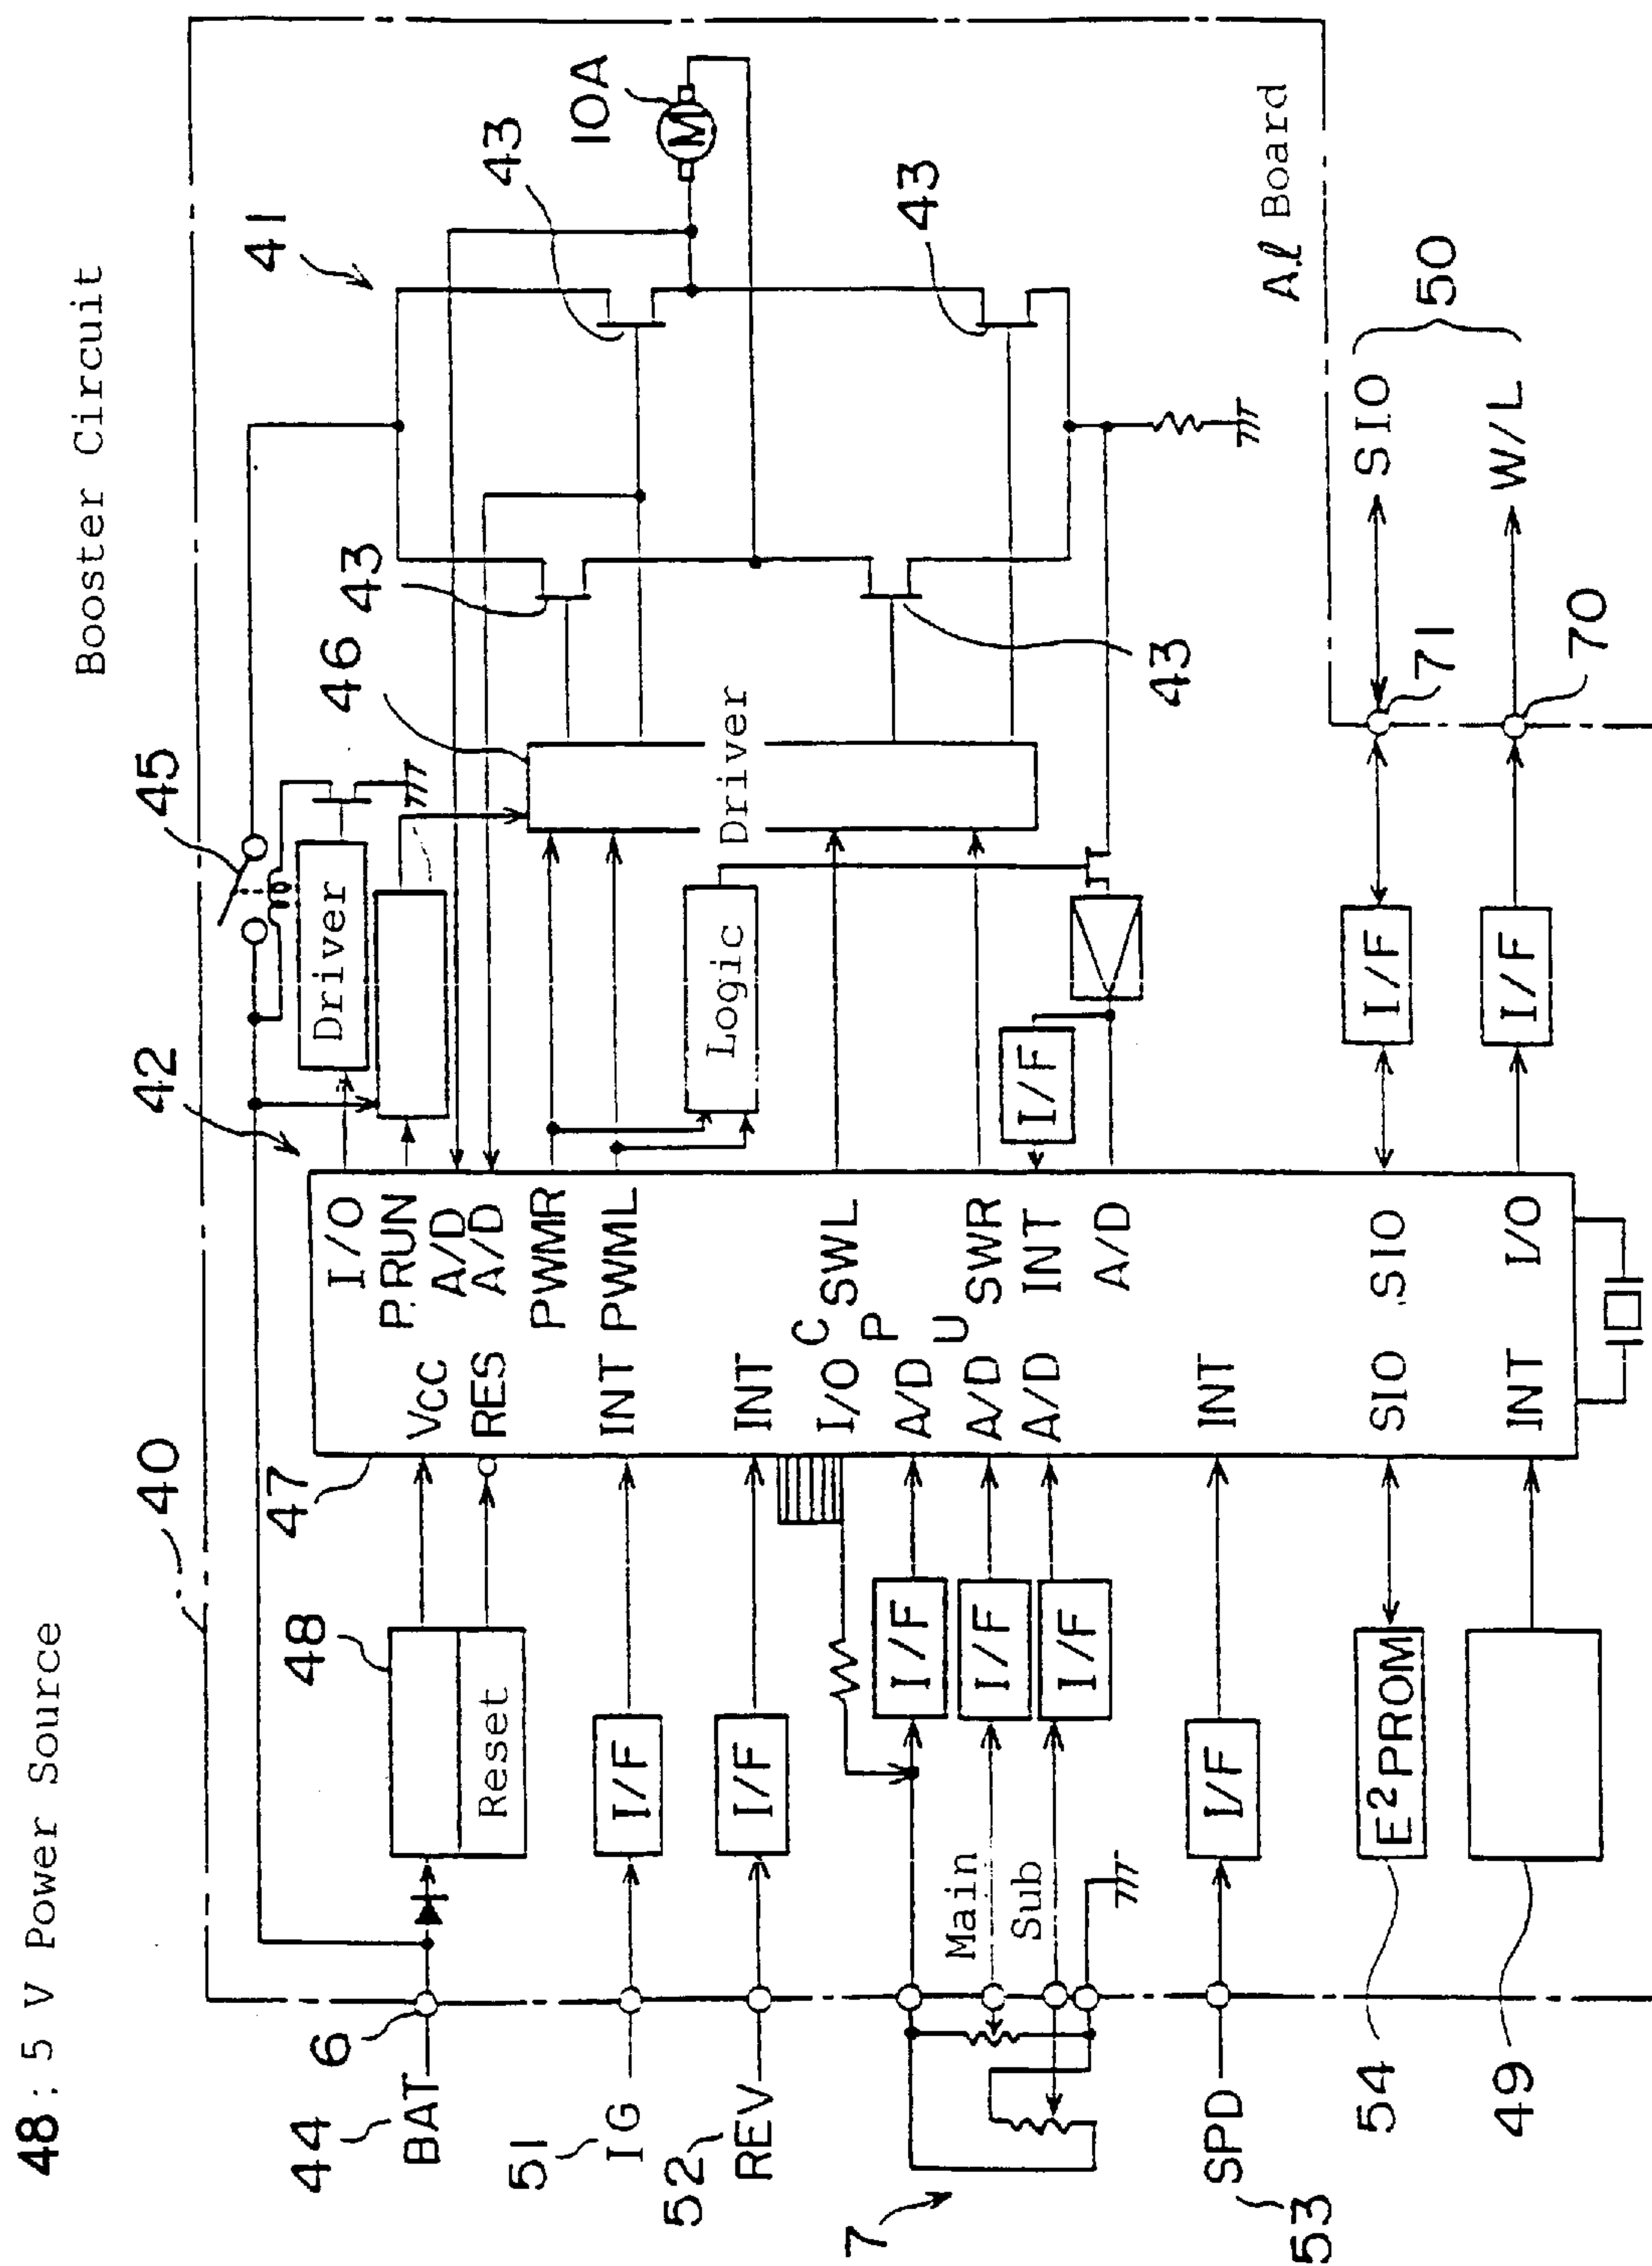 48: 5 V Power Source
Booster Circuit
40
42
45
41
44
BAT
6
48
Reset
47
Vcc
RES
I/O
P.RUN
A/D
A/D
Driver
46
43
43
10A
M
51
IG
I/F
INT
PWMR
PWML
52
REV
I/F
INT
Logic
Driver
I/O
CPU
SWL
I/F
A/D
7
Main
I/F
A/D
SWR
Sub
I/F
A/D
INT
I/F
A/D
43
43
Al Board
53
SPD
I/F
INT
54
E2PROM
SIO
SIO
I/F
71
SIO
50
49
INT
I/O
I/F
70
W/L